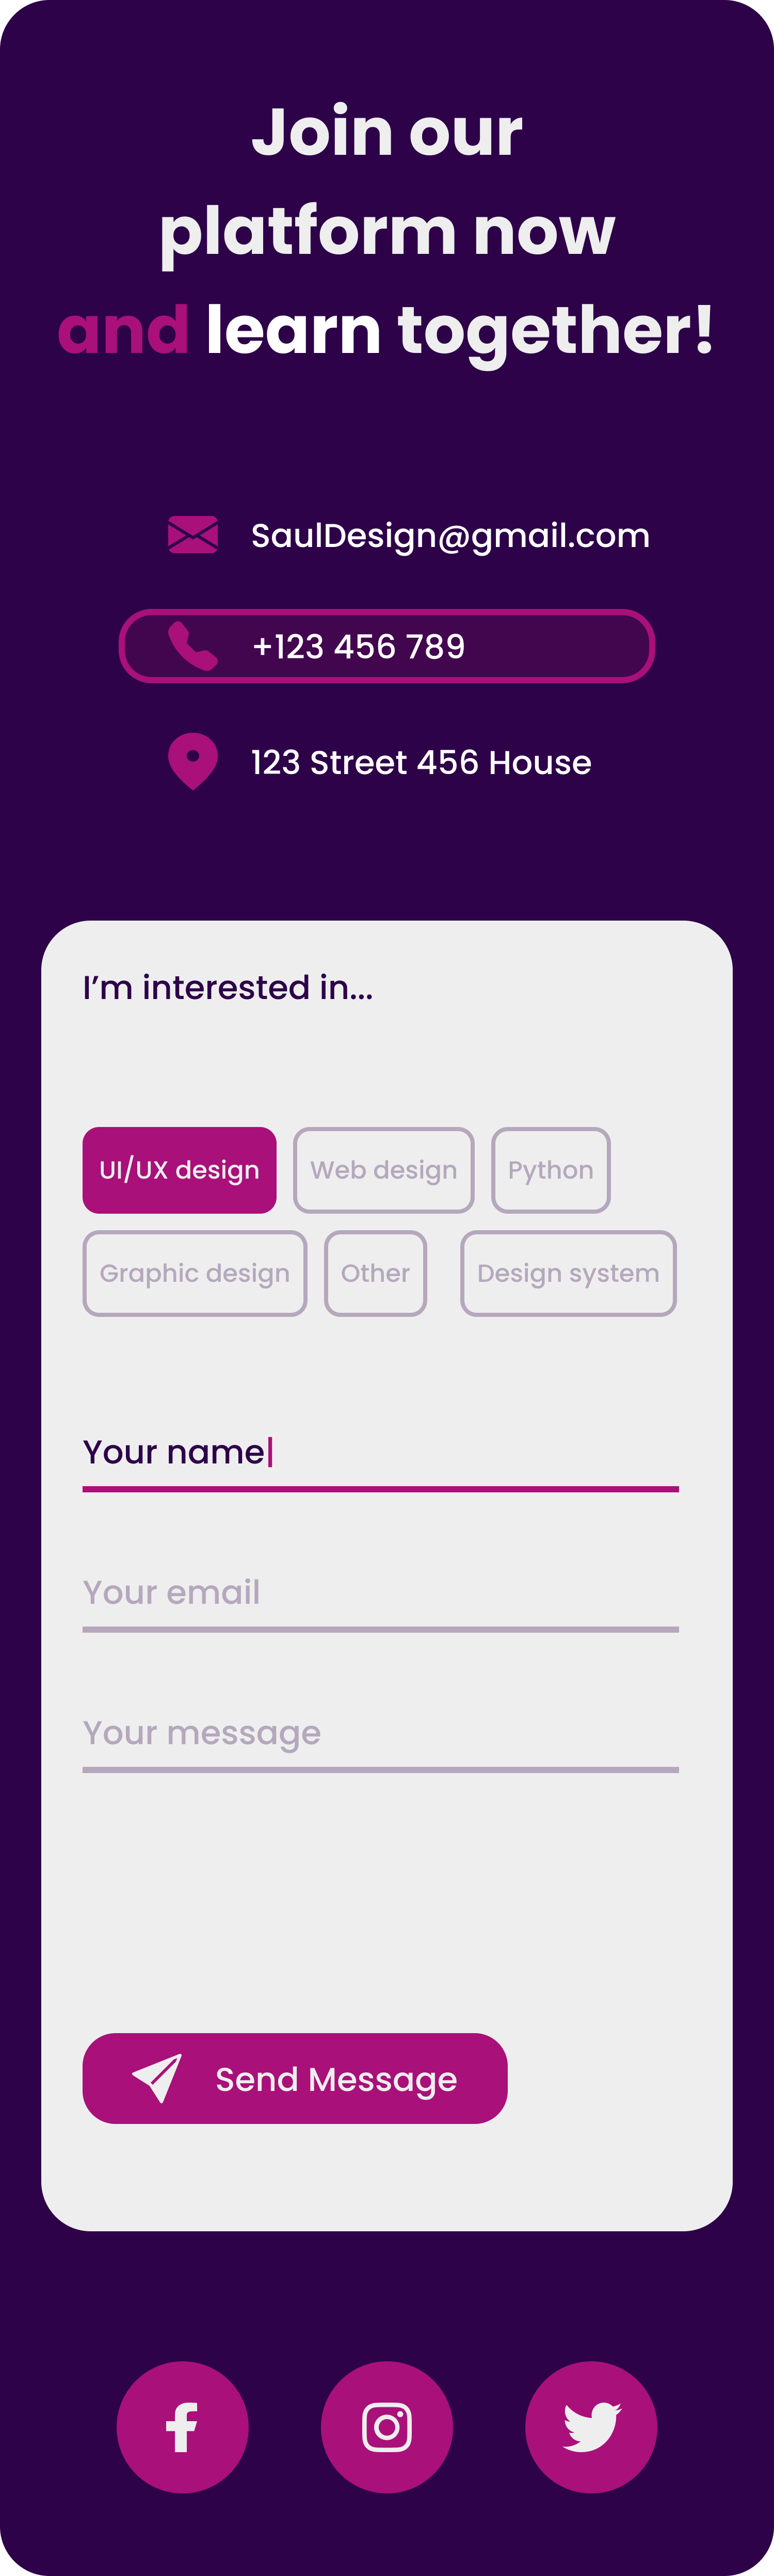 Join our
platform now
and learn together!
SaulDesign@gmail.com
+123 456 789
123 Street 456 House
I’m interested in...
UI/UX design Web design Python
Graphic design Other Design system
Your name
Your email
Your message
Send Message